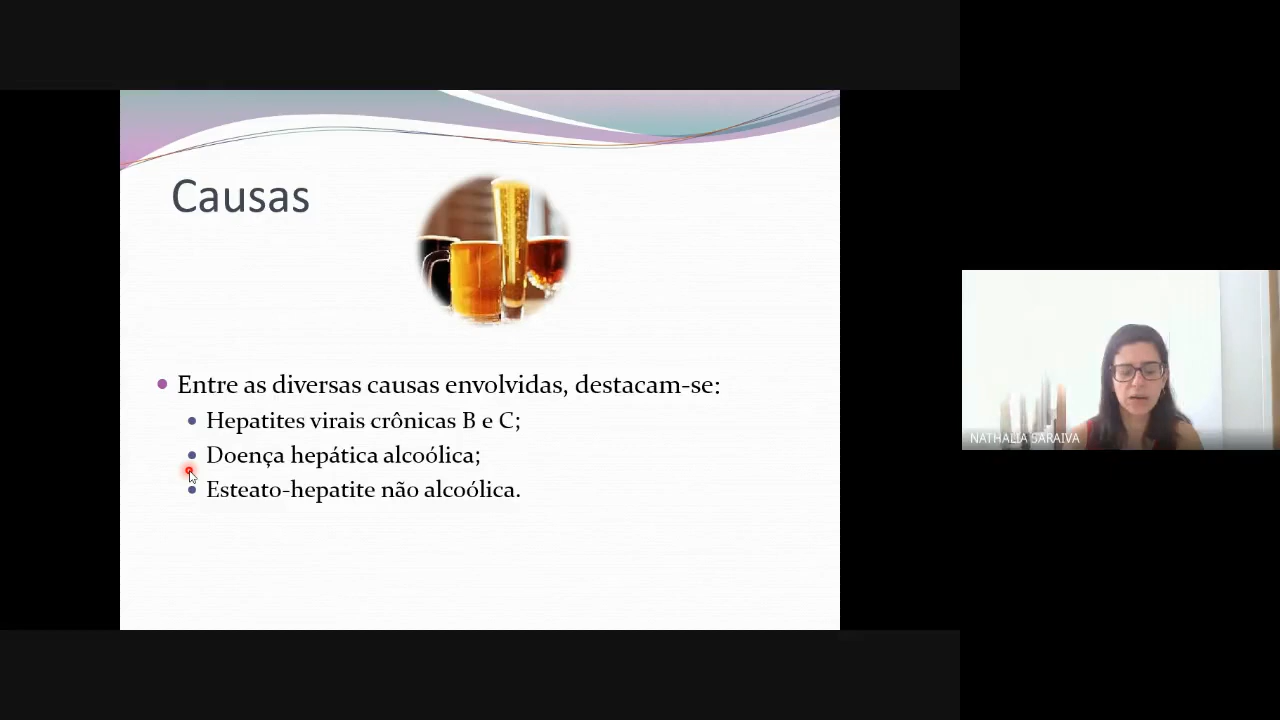 Causas
Entre as diversas causas envolvidas, destacam-se:
Hepatites virais crônicas B e C;
Doença hepática alcoólica;
Esteato-hepatite não alcoólica.
NATHALIA SARAIVA